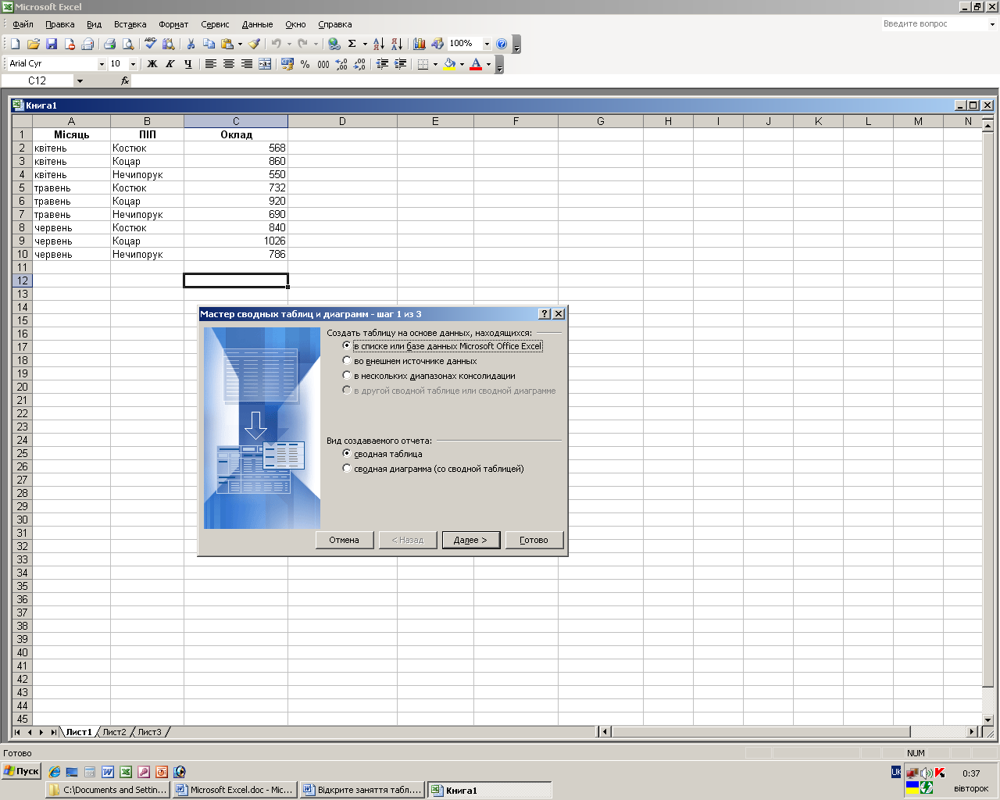 Microsoft Excel
Файл Правка Вид Вставка Формат Сервис Данные Окно Справка
Введите вопрос
100%
Arial Cyr 10 Ж К Ч % 000
C12 fx
Книга1
A B C D E F G H I J K L M N
1 Місяць ПІП Оклад
2 квітень Костюк 568
3 квітень Коцар 860
4 квітень Нечипорук 550
5 травень Костюк 732
6 травень Коцар 920
7 травень Нечипорук 690
8 червень Костюк 840
9 червень Коцар 1026
10 червень Нечипорук 786
11
12
13
14
15
16
17
18
19
20
21
22
23
24
25
26
27
28
29
30
31
32
33
34
35
36
37
38
39
40
41
42
43
44
45
Мастер сводных таблиц и диаграмм - шаг 1 из 3
Создать таблицу на основе данных, находящихся:
в списке или базе данных Microsoft Office Excel
во внешнем источнике данных
в нескольких диапазонах консолидации
в другой сводной таблице или сводной диаграмме
Вид создаваемого отчета:
сводная таблица
сводная диаграмма (со сводной таблицей)
Отмена < Назад Далее > Готово
Лист1 Лист2 Лист3
Готово NUM
Пуск UK 0:37
C:\Documents and Settin... Microsoft Excel.doc - Mic... Відкрите заняття табл.... Книга1 вівторок